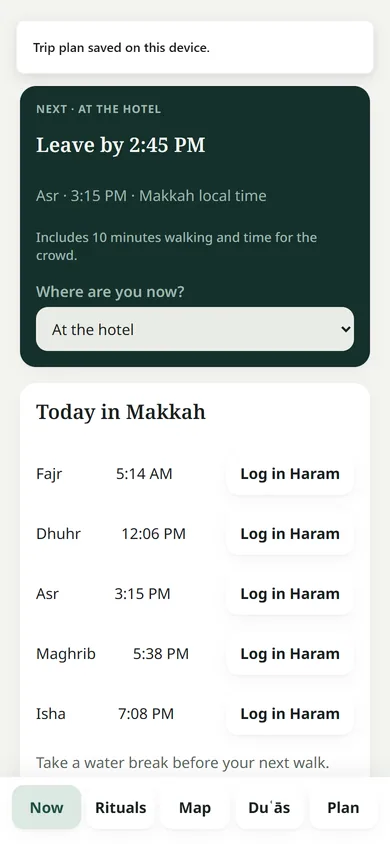 Trip plan saved on this device.
NEXT · AT THE HOTEL
Leave by 2:45 PM
Asr · 3:15 PM · Makkah local time
Includes 10 minutes walking and time for the
crowd.
Where are you now?
At the hotel
Today in Makkah
Fajr 5:14 AM Log in Haram
Dhuhr 12:06 PM Log in Haram
Asr 3:15 PM Log in Haram
Maghrib 5:38 PM Log in Haram
Isha 7:08 PM Log in Haram
Take a water break before your next walk.
Now Rituals Map Duʿās Plan